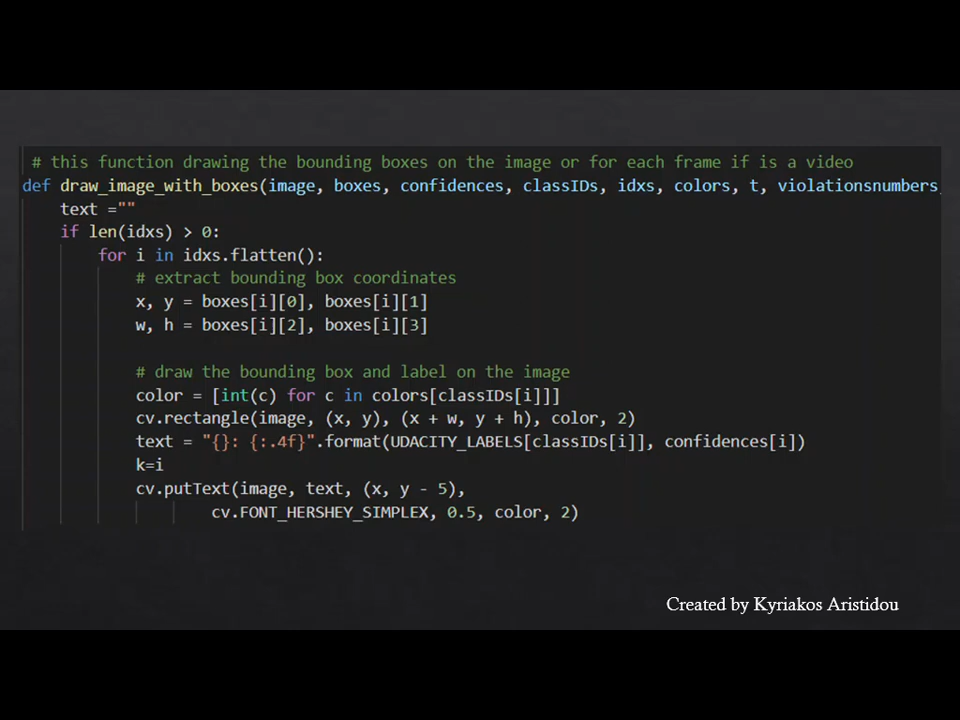 # this function drawing the bounding boxes on the image or for each frame if is a video
def draw_image_with_boxes(image, boxes, confidences, classIDs, idxs, colors, t, violationsnumbers,
text =""
if len(idxs) > 0:
for i in idxs.flatten():
# extract bounding box coordinates
x, y = boxes[i][0], boxes[i][1]
w, h = boxes[i][2], boxes[i][3]
# draw the bounding box and label on the image
color = [int(c) for c in colors[classIDs[i]]]
cv.rectangle(image, (x, y), (x + w, y + h), color, 2)
text = "{}: {:.4f}".format(UDACITY_LABELS[classIDs[i]], confidences[i])
k=i
cv.putText(image, text, (x, y - 5),
cv.FONT_HERSHEY_SIMPLEX, 0.5, color, 2)
Created by Kyriakos Aristidou